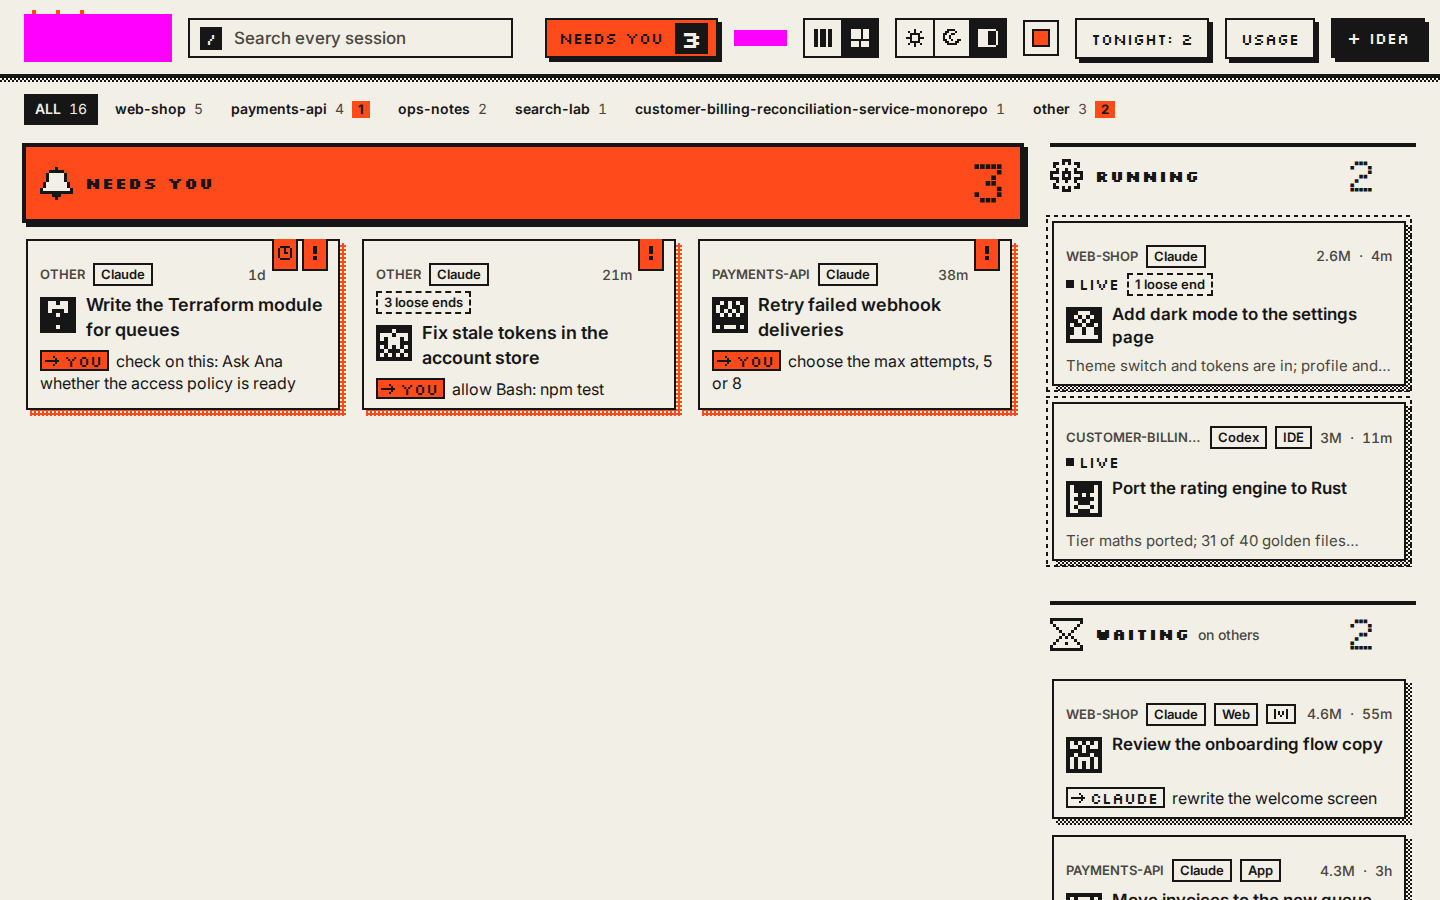 / Search every session
NEEDS YOU 3
TONIGHT: 2
USAGE
+ IDEA
ALL 16 web-shop 5 payments-api 4 1 ops-notes 2 search-lab 1 customer-billing-reconciliation-service-monorepo 1 other 3 2
NEEDS YOU 3
OTHER Claude 1d !
Write the Terraform module
for queues
→ YOU check on this: Ask Ana
whether the access policy is ready
OTHER Claude 21m !
3 loose ends
Fix stale tokens in the
account store
→ YOU allow Bash: npm test
PAYMENTS-API Claude 38m !
Retry failed webhook
deliveries
→ YOU choose the max attempts, 5
or 8
RUNNING 2
WEB-SHOP Claude 2.6M · 4m
LIVE 1 loose end
Add dark mode to the settings
page
Theme switch and tokens are in; profile and...
CUSTOMER-BILLIN... Codex IDE 3M · 11m
LIVE
Port the rating engine to Rust
Tier maths ported; 31 of 40 golden files...
WAITING on others 2
WEB-SHOP Claude Web 4.6M · 55m
Review the onboarding flow copy
→ CLAUDE rewrite the welcome screen
PAYMENTS-API Claude App 4.3M · 3h
Move invoices to the new queue